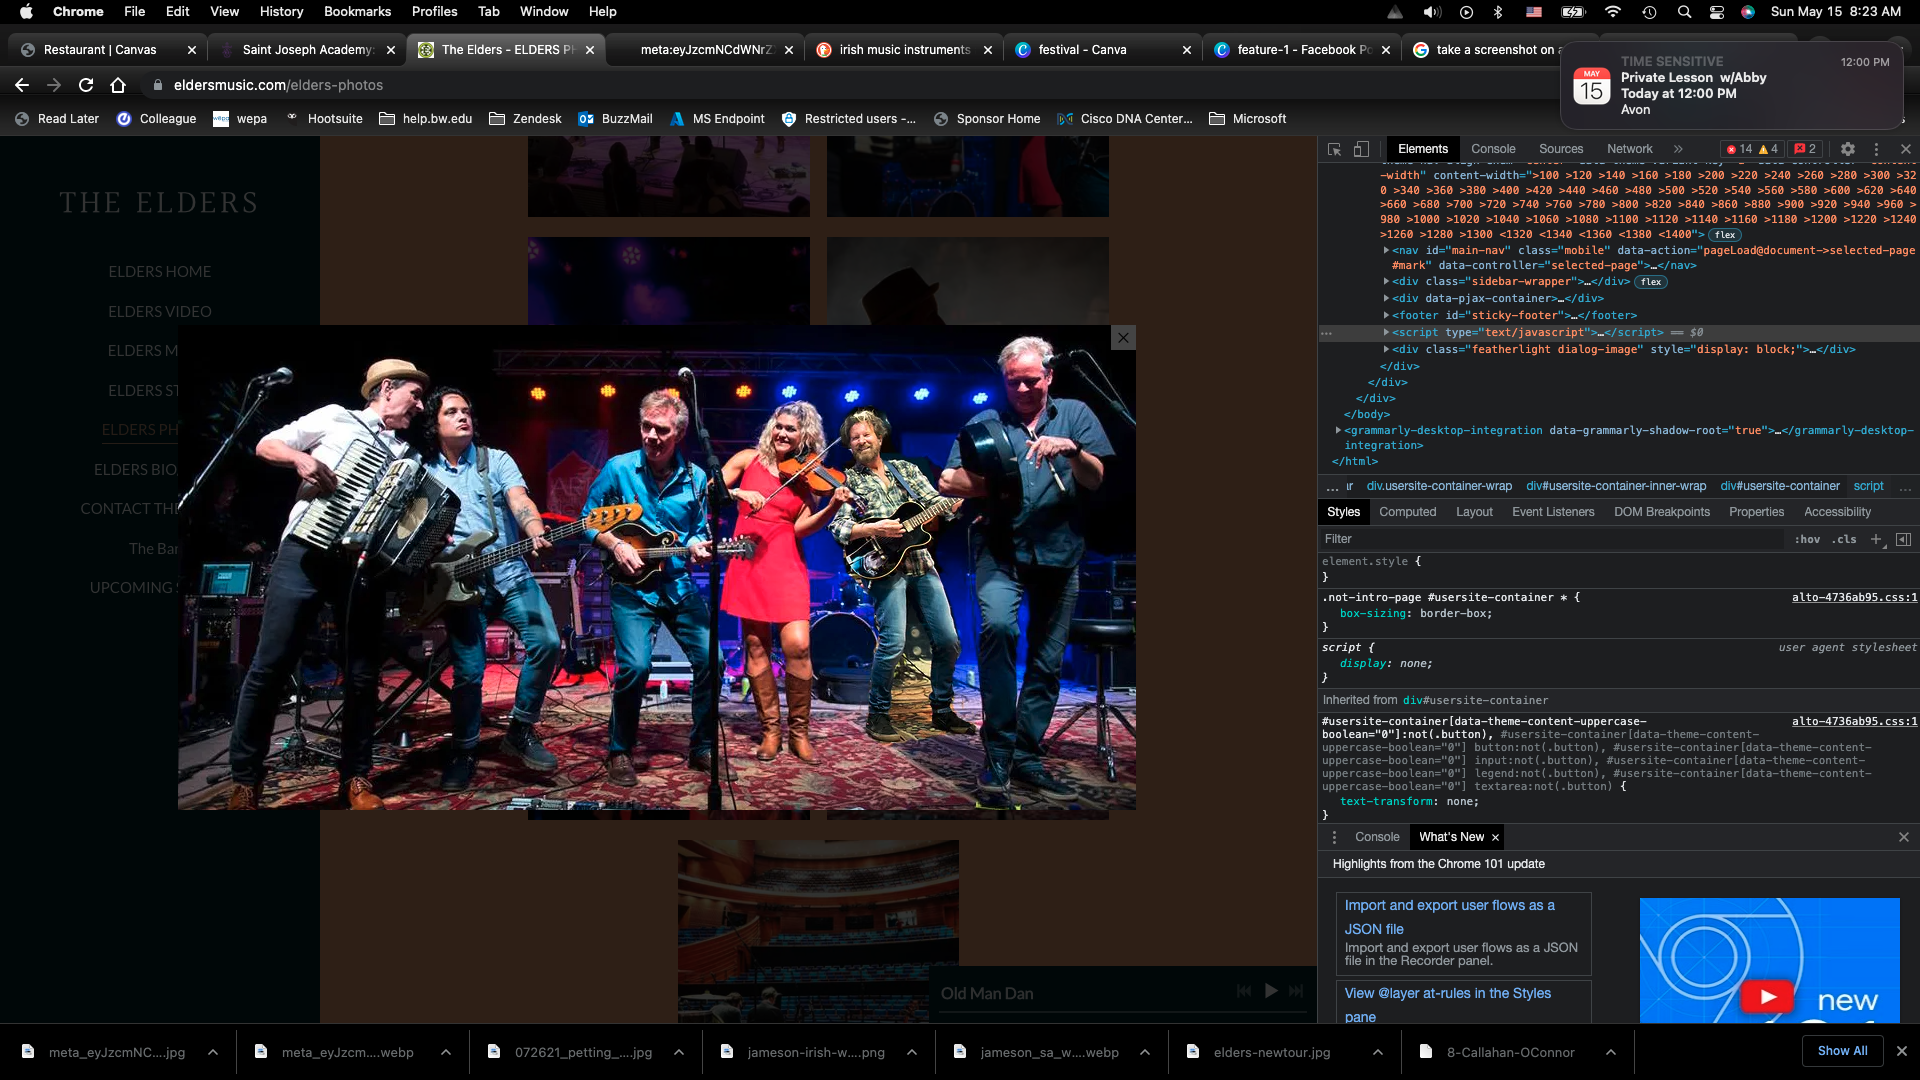 Chrome File Edit View History Bookmarks Profiles Tab Window Help
Sun May 15 8:23 AM
Restaurant | Canvas
Saint Joseph Academy:
The Elders - ELDERS P
meta:eyJzcmNCdWNrZ
irish music instruments
festival - Canva
feature-1 - Facebook Po
take a screenshot on a
eldersmusic.com/elders-photos
TIME SENSITIVE
12:00 PM
MAY
15
Private Lesson w/Abby
Today at 12:00 PM
Avon
Read Later
Colleague
wepa
Hootsuite
help.bw.edu
Zendesk
BuzzMail
MS Endpoint
Restricted users -...
Sponsor Home
Cisco DNA Center...
Microsoft
THE ELDERS
ELDERS HOME
ELDERS VIDEO
ELDERS M
ELDERS ST
ELDERS PH
ELDERS BIO
CONTACT THE
The Ban
UPCOMING S
Old Man Dan
Elements Console Sources Network » 14 4 2
-width" content-width=">100 >120 >140 >160 >180 >200 >220 >240 >260 >280 >300 >32
0 >340 >360 >380 >400 >420 >440 >460 >480 >500 >520 >540 >560 >580 >600 >620 >640
>660 >680 >700 >720 >740 >760 >780 >800 >820 >840 >860 >880 >900 >920 >940 >960 >
980 >1000 >1020 >1040 >1060 >1080 >1100 >1120 >1140 >1160 >1180 >1200 >1220 >1240
>1260 >1280 >1300 <1320 <1340 <1360 <1380 <1400"> flex
<nav id="main-nav" class="mobile" data-action="pageLoad@document->selected-page
#mark" data-controller="selected-page">…</nav>
<div class="sidebar-wrapper">…</div> flex
<div data-pjax-container>…</div>
<footer id="sticky-footer">…</footer>
<script type="text/javascript">…</script> == $0
<div class="featherlight dialog-image" style="display: block;">…</div>
</div>
</div>
</div>
</body>
<grammarly-desktop-integration data-grammarly-shadow-root="true">…</grammarly-desktop-
integration>
</html>
... ır div.usersite-container-wrap div#usersite-container-inner-wrap div#usersite-container script ...
Styles Computed Layout Event Listeners DOM Breakpoints Properties Accessibility
Filter
:hov .cls +
element.style {
}
.not-intro-page #usersite-container * {
alto-4736ab95.css:1
box-sizing: border-box;
}
script {
user agent stylesheet
display: none;
}
Inherited from div#usersite-container
#usersite-container[data-theme-content-uppercase-
alto-4736ab95.css:1
boolean="0"]:not(.button), #usersite-container[data-theme-content-
uppercase-boolean="0"] button:not(.button), #usersite-container[data-theme-content-
uppercase-boolean="0"] input:not(.button), #usersite-container[data-theme-content-
uppercase-boolean="0"] legend:not(.button), #usersite-container[data-theme-content-
uppercase-boolean="0"] textarea:not(.button) {
text-transform: none;
}
Console What's New
Highlights from the Chrome 101 update
Import and export user flows as a
JSON file
Import and export user flows as a JSON
file in the Recorder panel.
View @layer at-rules in the Styles
pane
new
meta_eyJzcmNC....jpg
meta_eyJzcm....webp
072621_petting_....jpg
jameson-irish-w....png
jameson_sa_w....webp
elders-newtour.jpg
8-Callahan-OConnor
Show All